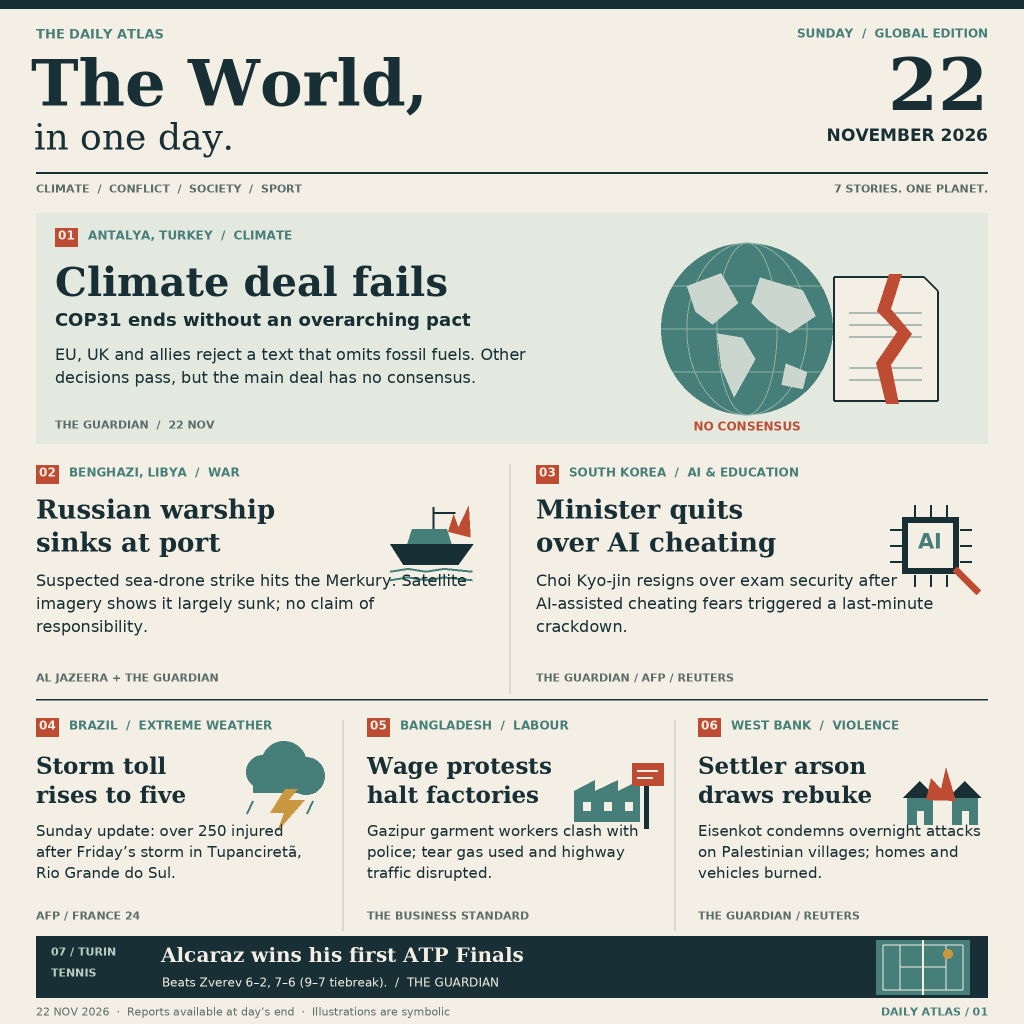 THE DAILY ATLAS
SUNDAY / GLOBAL EDITION
The World,
in one day.
22
NOVEMBER 2026
CLIMATE / CONFLICT / SOCIETY / SPORT
7 STORIES. ONE PLANET.
01 ANTALYA, TURKEY / CLIMATE
Climate deal fails
COP31 ends without an overarching pact
EU, UK and allies reject a text that omits fossil fuels. Other
decisions pass, but the main deal has no consensus.
THE GUARDIAN / 22 NOV
NO CONSENSUS
02 BENGHAZI, LIBYA / WAR
Russian warship
sinks at port
Suspected sea-drone strike hits the Merkury. Satellite
imagery shows it largely sunk; no claim of
responsibility.
AL JAZEERA + THE GUARDIAN
03 SOUTH KOREA / AI & EDUCATION
Minister quits
over AI cheating
AI
Choi Kyo-jin resigns over exam security after
AI-assisted cheating fears triggered a last-minute
crackdown.
THE GUARDIAN / AFP / REUTERS
04 BRAZIL / EXTREME WEATHER
Storm toll
rises to five
Sunday update: over 250 injured
after Friday’s storm in Tupanciretã,
Rio Grande do Sul.
AFP / FRANCE 24
05 BANGLADESH / LABOUR
Wage protests
halt factories
Gazipur garment workers clash with
police; tear gas used and highway
traffic disrupted.
THE BUSINESS STANDARD
06 WEST BANK / VIOLENCE
Settler arson
draws rebuke
Eisenkot condemns overnight attacks
on Palestinian villages; homes and
vehicles burned.
THE GUARDIAN / REUTERS
07 / TURIN
TENNIS
Alcaraz wins his first ATP Finals
Beats Zverev 6–2, 7–6 (9–7 tiebreak). / THE GUARDIAN
22 NOV 2026 · Reports available at day’s end · Illustrations are symbolic
DAILY ATLAS / 01